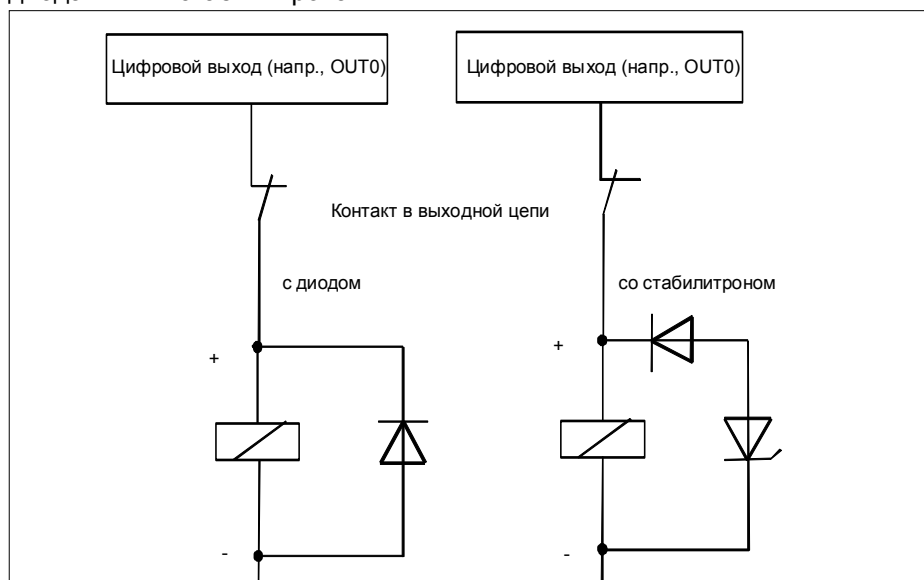 Цифровой выход (напр., OUT0)
Цифровой выход (напр., OUT0)
Контакт в выходной цепи
с диодом
со стабилитроном
+
+
-
-